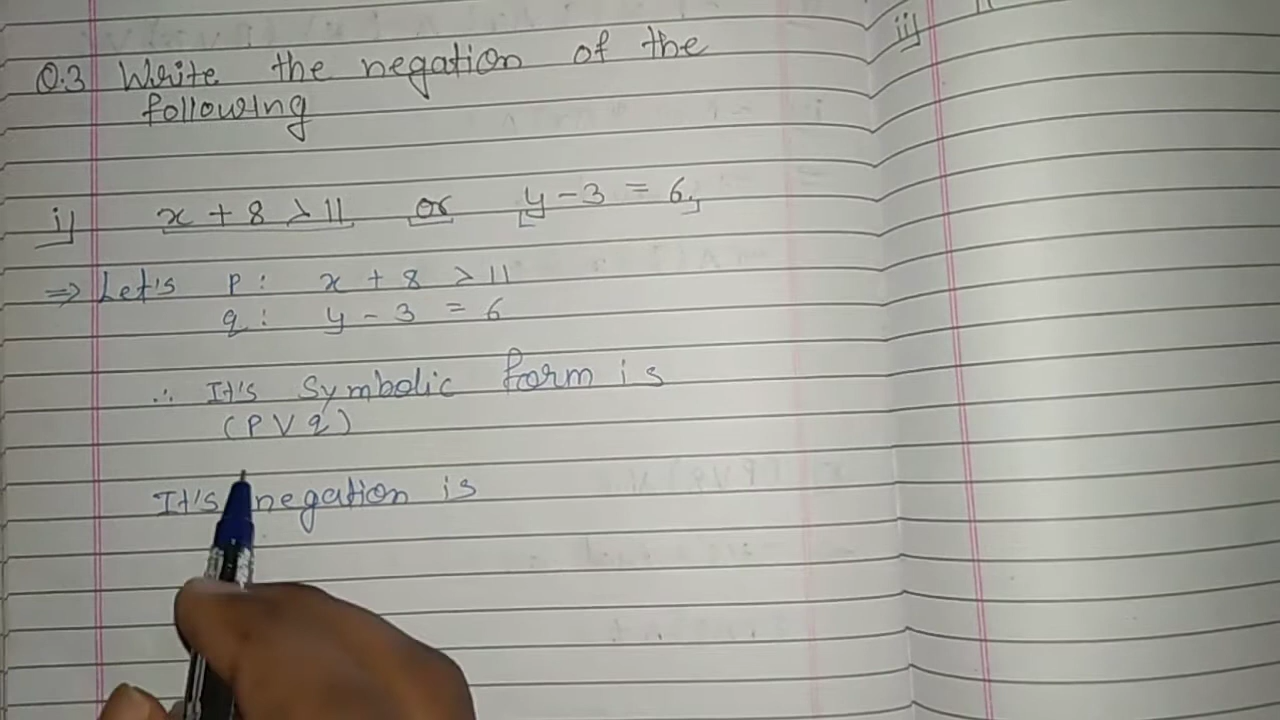 Q.3 Write the negation of the
following
i) x + 8 > 11 or y - 3 = 6
⇒ Let's p : x + 8 > 11
q : y - 3 = 6
∴ It's Symbolic form is
(p ∨ q)
It's negation is
ii)